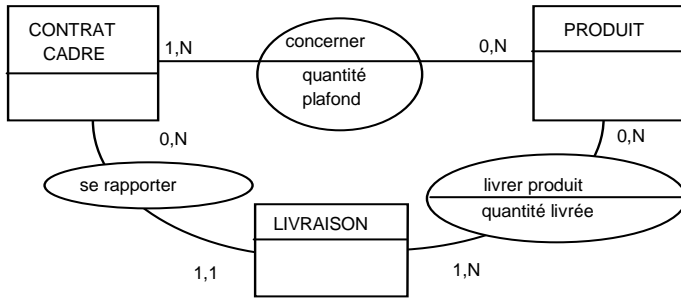 CONTRAT
CADRE
1,N
concerner
quantité
plafond
0,N
PRODUIT
0,N
0,N
se rapporter
livrer produit
quantité livrée
LIVRAISON
1,1
1,N